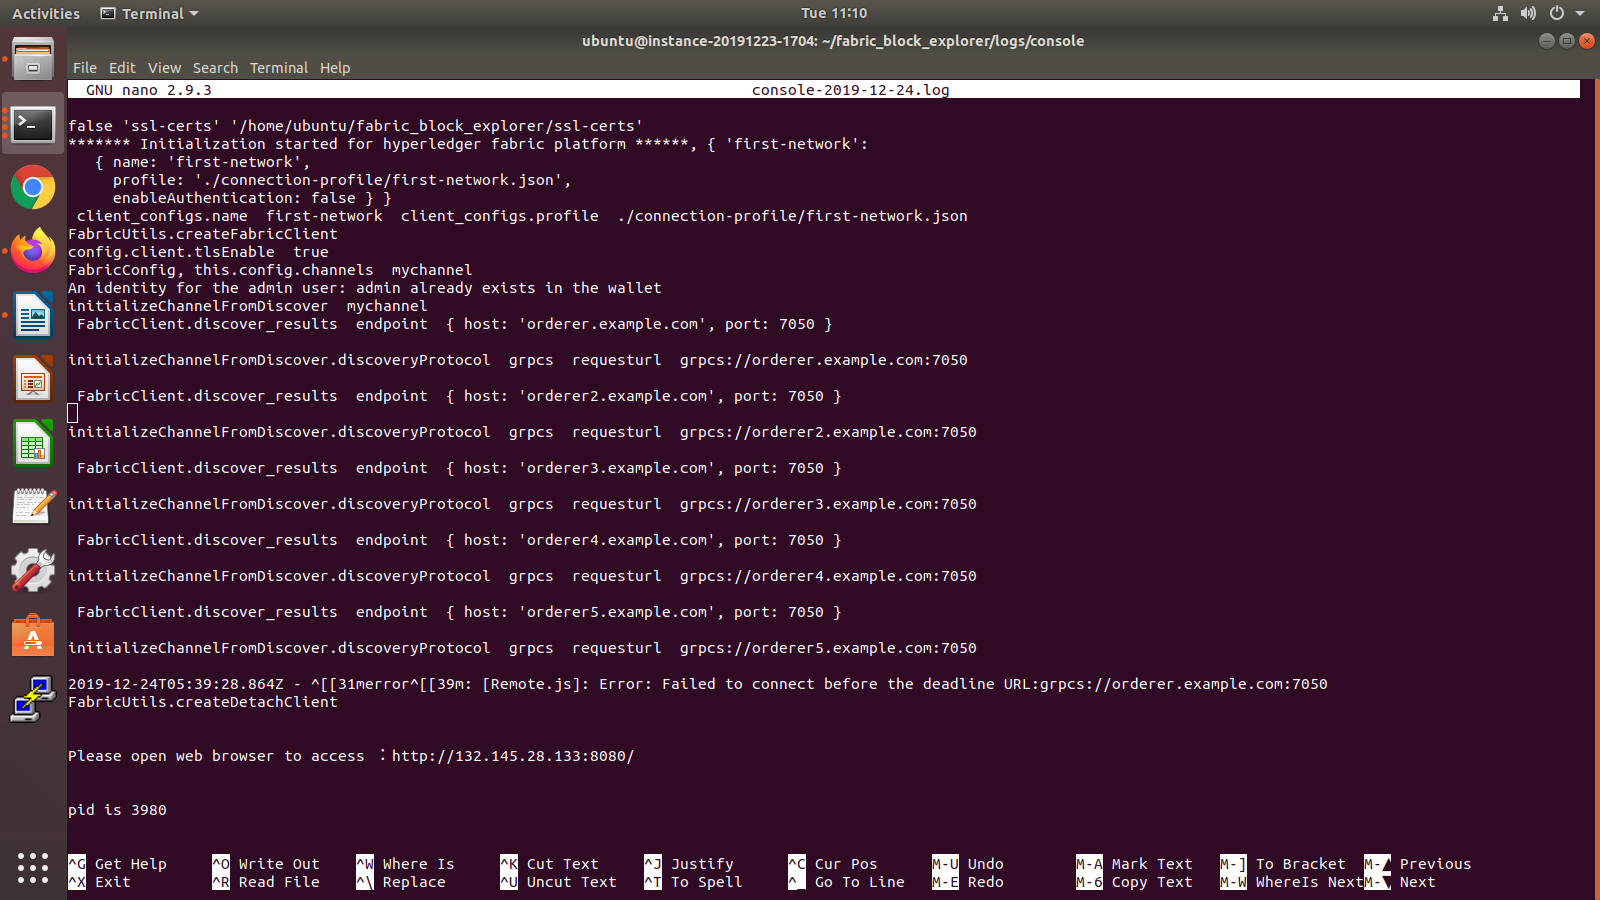 Activities Terminal Tue 11:10
ubuntu@instance-20191223-1704: ~/fabric_block_explorer/logs/console
File Edit View Search Terminal Help
GNU nano 2.9.3 console-2019-12-24.log
false 'ssl-certs' '/home/ubuntu/fabric_block_explorer/ssl-certs'
******* Initialization started for hyperledger fabric platform ******, { 'first-network':
{ name: 'first-network',
profile: './connection-profile/first-network.json',
enableAuthentication: false } }
client_configs.name first-network client_configs.profile ./connection-profile/first-network.json
FabricUtils.createFabricClient
config.client.tlsEnable true
FabricConfig, this.config.channels mychannel
An identity for the admin user: admin already exists in the wallet
initializeChannelFromDiscover mychannel
FabricClient.discover_results endpoint { host: 'orderer.example.com', port: 7050 }
initializeChannelFromDiscover.discoveryProtocol grpcs requesturl grpcs://orderer.example.com:7050
FabricClient.discover_results endpoint { host: 'orderer2.example.com', port: 7050 }
initializeChannelFromDiscover.discoveryProtocol grpcs requesturl grpcs://orderer2.example.com:7050
FabricClient.discover_results endpoint { host: 'orderer3.example.com', port: 7050 }
initializeChannelFromDiscover.discoveryProtocol grpcs requesturl grpcs://orderer3.example.com:7050
FabricClient.discover_results endpoint { host: 'orderer4.example.com', port: 7050 }
initializeChannelFromDiscover.discoveryProtocol grpcs requesturl grpcs://orderer4.example.com:7050
FabricClient.discover_results endpoint { host: 'orderer5.example.com', port: 7050 }
initializeChannelFromDiscover.discoveryProtocol grpcs requesturl grpcs://orderer5.example.com:7050
2019-12-24T05:39:28.864Z - ^[[31merror^[[39m: [Remote.js]: Error: Failed to connect before the deadline URL:grpcs://orderer.example.com:7050
FabricUtils.createDetachClient
Please open web browser to access ：http://132.145.28.133:8080/
pid is 3980
^G Get Help ^O Write Out ^W Where Is ^K Cut Text ^J Justify ^C Cur Pos M-U Undo M-A Mark Text M-] To Bracket M-▲ Previous
^X Exit ^R Read File ^\ Replace ^U Uncut Text ^T To Spell ^_ Go To Line M-E Redo M-6 Copy Text M-W WhereIs Next M-▼ Next